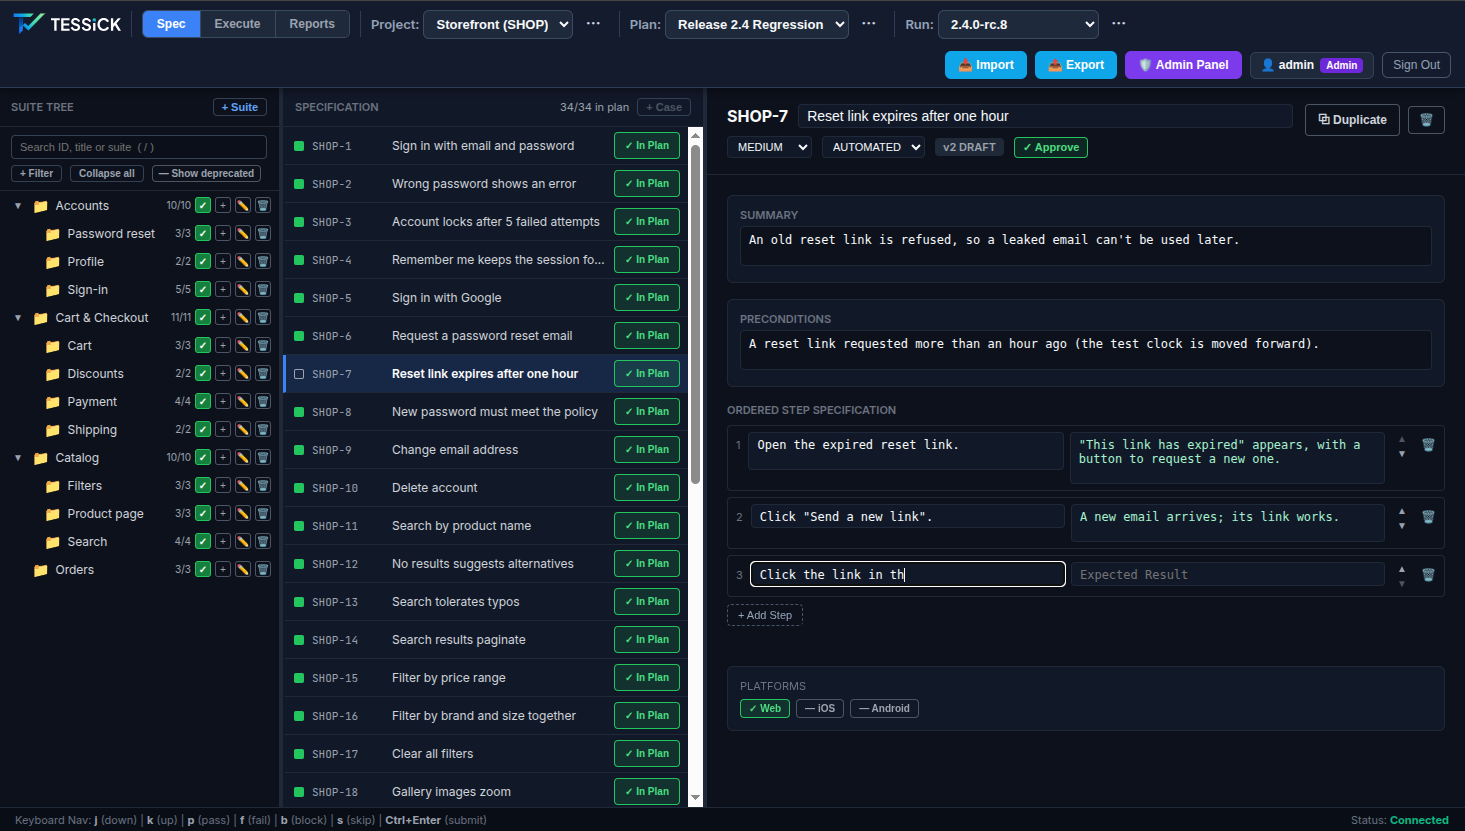 TESSiCK
Spec Execute Reports
Project: Storefront (SHOP) ···
Plan: Release 2.4 Regression ···
Run: 2.4.0-rc.8 ···
Import Export Admin Panel admin Admin Sign Out
SUITE TREE + Suite
Search ID, title or suite ( / )
+ Filter Collapse all — Show deprecated
▼ Accounts 10/10 ✓ +
Password reset 3/3 ✓ +
Profile 2/2 ✓ +
Sign-in 5/5 ✓ +
▼ Cart & Checkout 11/11 ✓ +
Cart 3/3 ✓ +
Discounts 2/2 ✓ +
Payment 4/4 ✓ +
Shipping 2/2 ✓ +
▼ Catalog 10/10 ✓ +
Filters 3/3 ✓ +
Product page 3/3 ✓ +
Search 4/4 ✓ +
Orders 3/3 ✓ +
SPECIFICATION 34/34 in plan + Case
SHOP-1 Sign in with email and password ✓ In Plan
SHOP-2 Wrong password shows an error ✓ In Plan
SHOP-3 Account locks after 5 failed attempts ✓ In Plan
SHOP-4 Remember me keeps the session fo... ✓ In Plan
SHOP-5 Sign in with Google ✓ In Plan
SHOP-6 Request a password reset email ✓ In Plan
SHOP-7 Reset link expires after one hour ✓ In Plan
SHOP-8 New password must meet the policy ✓ In Plan
SHOP-9 Change email address ✓ In Plan
SHOP-10 Delete account ✓ In Plan
SHOP-11 Search by product name ✓ In Plan
SHOP-12 No results suggests alternatives ✓ In Plan
SHOP-13 Search tolerates typos ✓ In Plan
SHOP-14 Search results paginate ✓ In Plan
SHOP-15 Filter by price range ✓ In Plan
SHOP-16 Filter by brand and size together ✓ In Plan
SHOP-17 Clear all filters ✓ In Plan
SHOP-18 Gallery images zoom ✓ In Plan
SHOP-7 Reset link expires after one hour Duplicate
MEDIUM AUTOMATED v2 DRAFT ✓ Approve
SUMMARY
An old reset link is refused, so a leaked email can't be used later.
PRECONDITIONS
A reset link requested more than an hour ago (the test clock is moved forward).
ORDERED STEP SPECIFICATION
1 Open the expired reset link. "This link has expired" appears, with a
button to request a new one.
2 Click "Send a new link". A new email arrives; its link works.
3 Click the link in th Expected Result
+ Add Step
PLATFORMS
✓ Web — iOS — Android
Keyboard Nav: j (down) | k (up) | p (pass) | f (fail) | b (block) | s (skip) | Ctrl+Enter (submit) Status: Connected